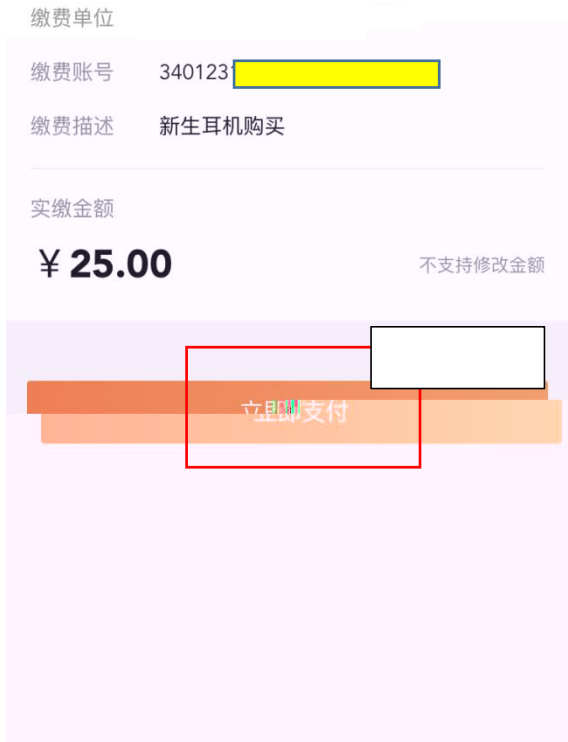 缴费单位
缴费账号 340123
缴费描述 新生耳机购买
实缴金额
¥25.00 不支持修改金额
立即支付